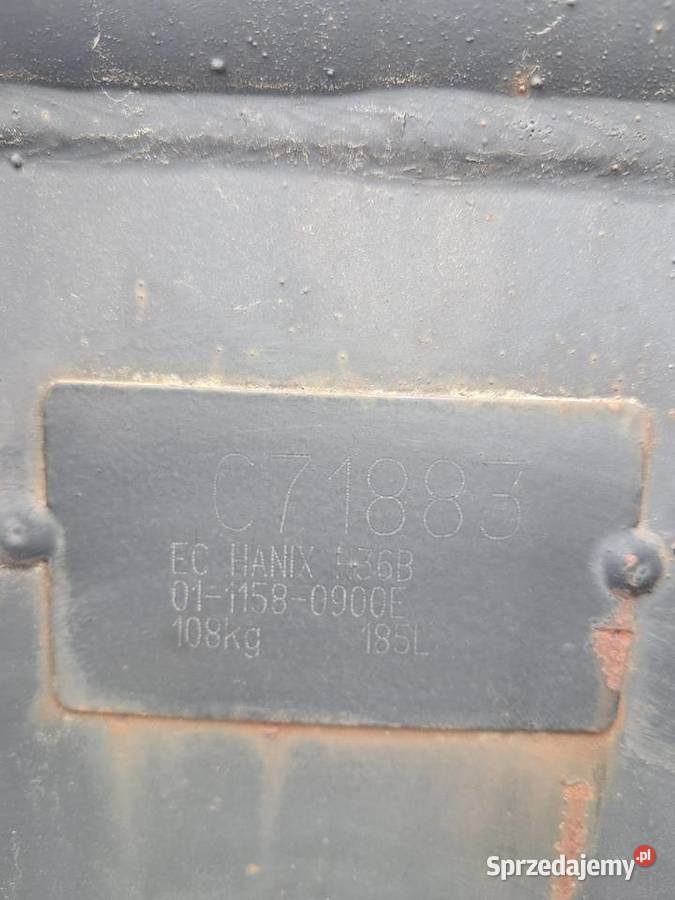 C71883
EC HANIX H36B
01-1158-0900E
108kg 185L
Sprzedajemy.pl